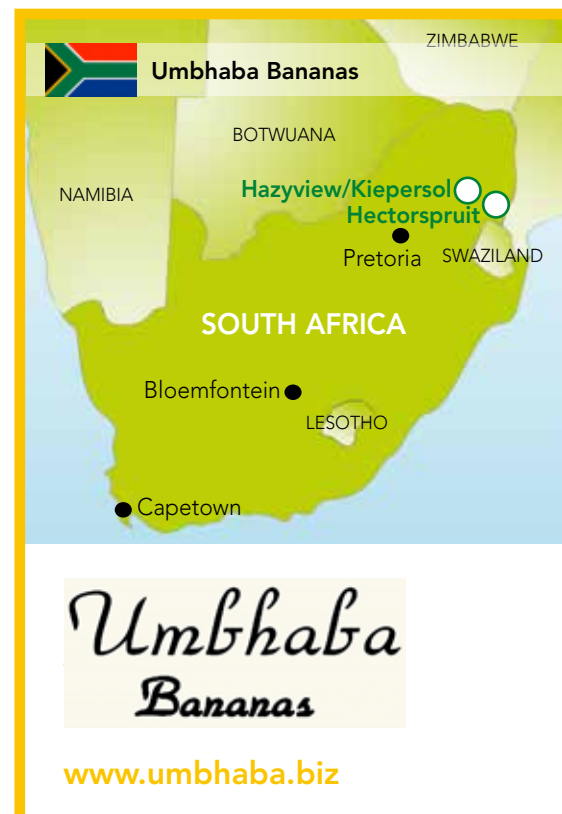 ZIMBABWE
Umbhaba Bananas
BOTWUANA
NAMIBIA
Hazyview/Kiepersol
Hectorspruit
Pretoria
SWAZILAND
SOUTH AFRICA
Bloemfontein
LESOTHO
Capetown
Umbhaba
Bananas
www.umbhaba.biz